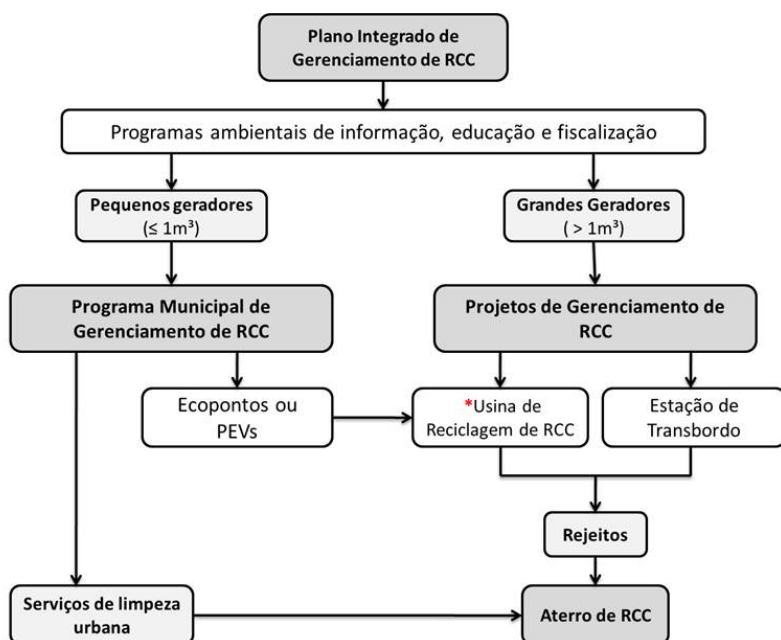 Plano Integrado de
Gerenciamento de RCC
Programas ambientais de informação, educação e fiscalização
Pequenos geradores
(≤ 1m³)
Grandes Geradores
( > 1m³)
Programa Municipal de
Gerenciamento de RCC
Projetos de Gerenciamento de
RCC
Ecopontos ou
PEVs
*Usina de
Reciclagem de RCC
Estação de
Transbordo
Rejeitos
Serviços de limpeza
urbana
Aterro de RCC